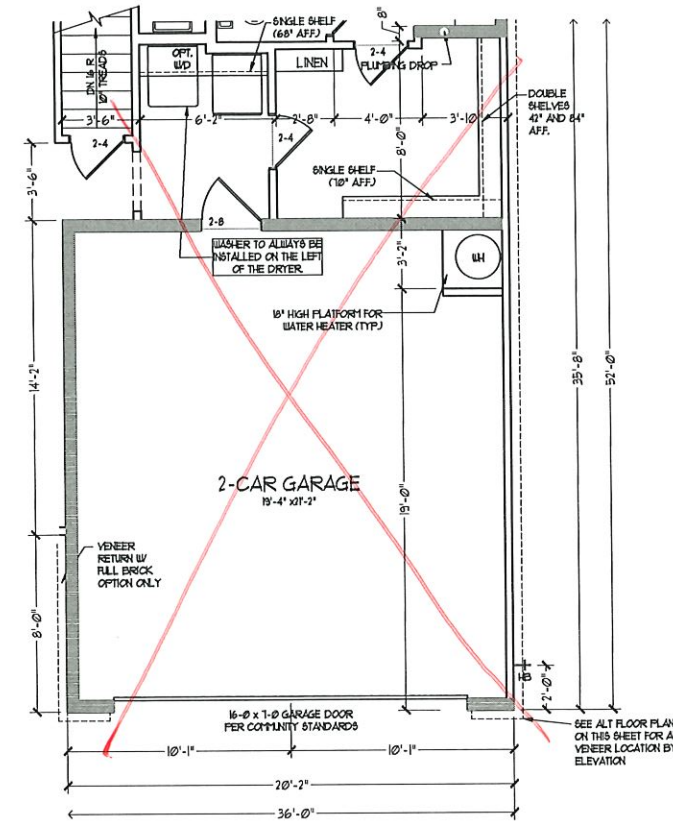 8"
SINGLE SHELF
(68" AFF.)
OPT.
W/D
LINEN
2-4
PLUMBING DROP
DN 16 R
10" TREADS
DOUBLE
SHELVES
42" AND 84"
AFF.
3'-6"
6'-2"
2'-8"
4'-0"
3'-10"
2-4
2-4
8'-0"
3'-6"
SINGLE SHELF
(70" AFF.)
2-8
WASHER TO ALWAYS BE
INSTALLED ON THE LEFT
OF THE DRYER
3'-2"
WH
18" HIGH PLATFORM FOR
WATER HEATER (TYP.)
14'-2"
35'-8"
52'-0"
2-CAR GARAGE
19'-4" x21'-2"
19'-0"
VENEER
RETURN W/
FULL BRICK
OPTION ONLY
8'-0"
HB
2'-0"
16-0 x 7-0 GARAGE DOOR
PER COMMUNITY STANDARDS
SEE ALT FLOOR PLAN
ON THIS SHEET FOR A
VENEER LOCATION BY
ELEVATION
10'-1"
10'-1"
20'-2"
36'-0"